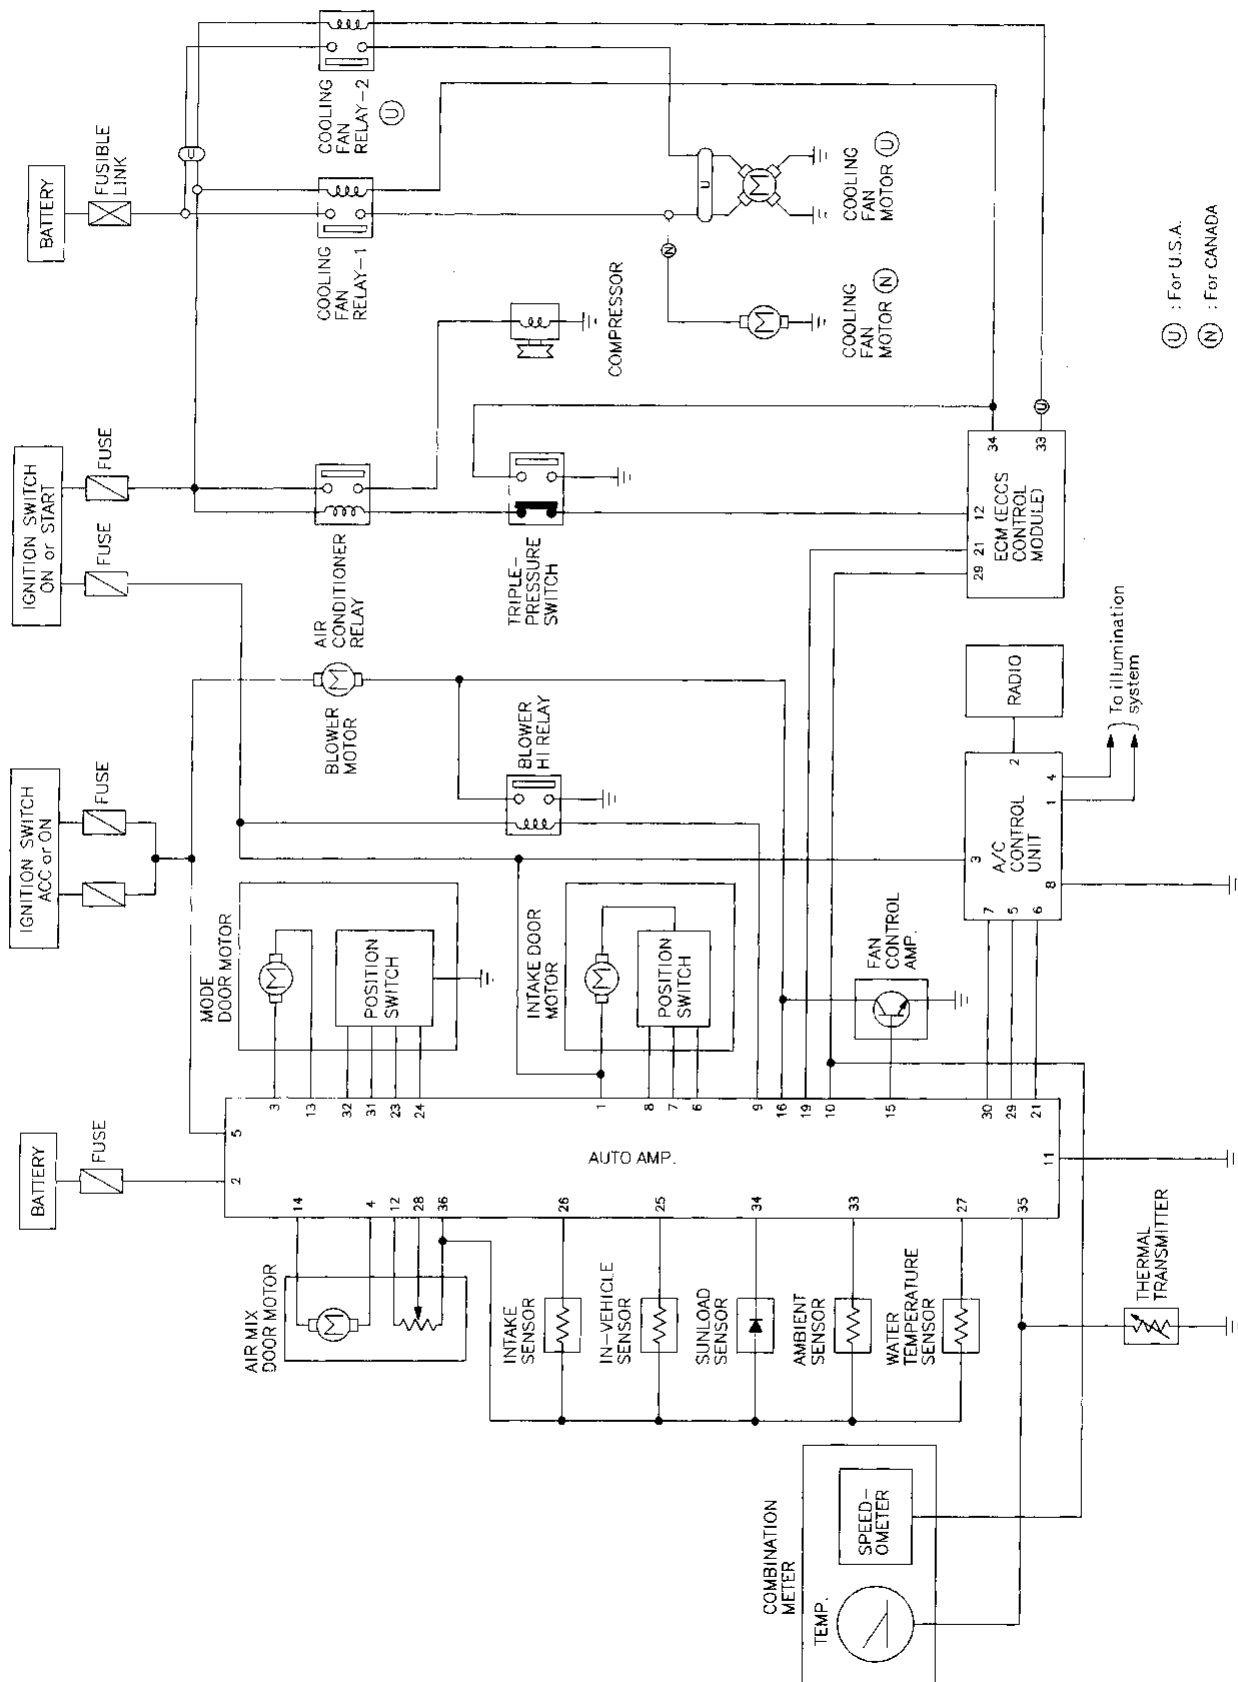 BATTERY
FUSE
IGNITION SWITCH
ACC or ON
FUSE
IGNITION SWITCH
ON or START
FUSE
FUSE
BATTERY
FUSIBLE
LINK
U
COOLING
FAN
RELAY-2
U
COOLING
FAN
RELAY-1
AIR
CONDITIONER
RELAY
M
BLOWER
MOTOR
BLOWER
HI RELAY
TRIPLE-
PRESSURE
SWITCH
COMPRESSOR
N
U
M
COOLING
FAN
MOTOR U
M
COOLING
FAN
MOTOR N
MODE
DOOR MOTOR
M
POSITION
SWITCH
INTAKE DOOR
MOTOR
M
POSITION
SWITCH
FAN
CONTROL
AMP.
ECM (ECCS
CONTROL
MODULE)
29
21
12
34
33
U
A/C
CONTROL
UNIT
3
2
7
5
6
8
1
4
RADIO
To illumination
system
AUTO AMP.
2
5
3
13
32
31
23
24
1
8
7
6
9
16
19
10
15
30
29
21
11
14
4
12
28
36
26
25
34
33
27
35
AIR MIX
DOOR MOTOR
M
INTAKE
SENSOR
IN-VEHICLE
SENSOR
SUNLOAD
SENSOR
AMBIENT
SENSOR
WATER
TEMPERATURE
SENSOR
THERMAL
TRANSMITTER
COMBINATION
METER
TEMP.
SPEED-
OMETER
U : For U.S.A.
N : For CANADA